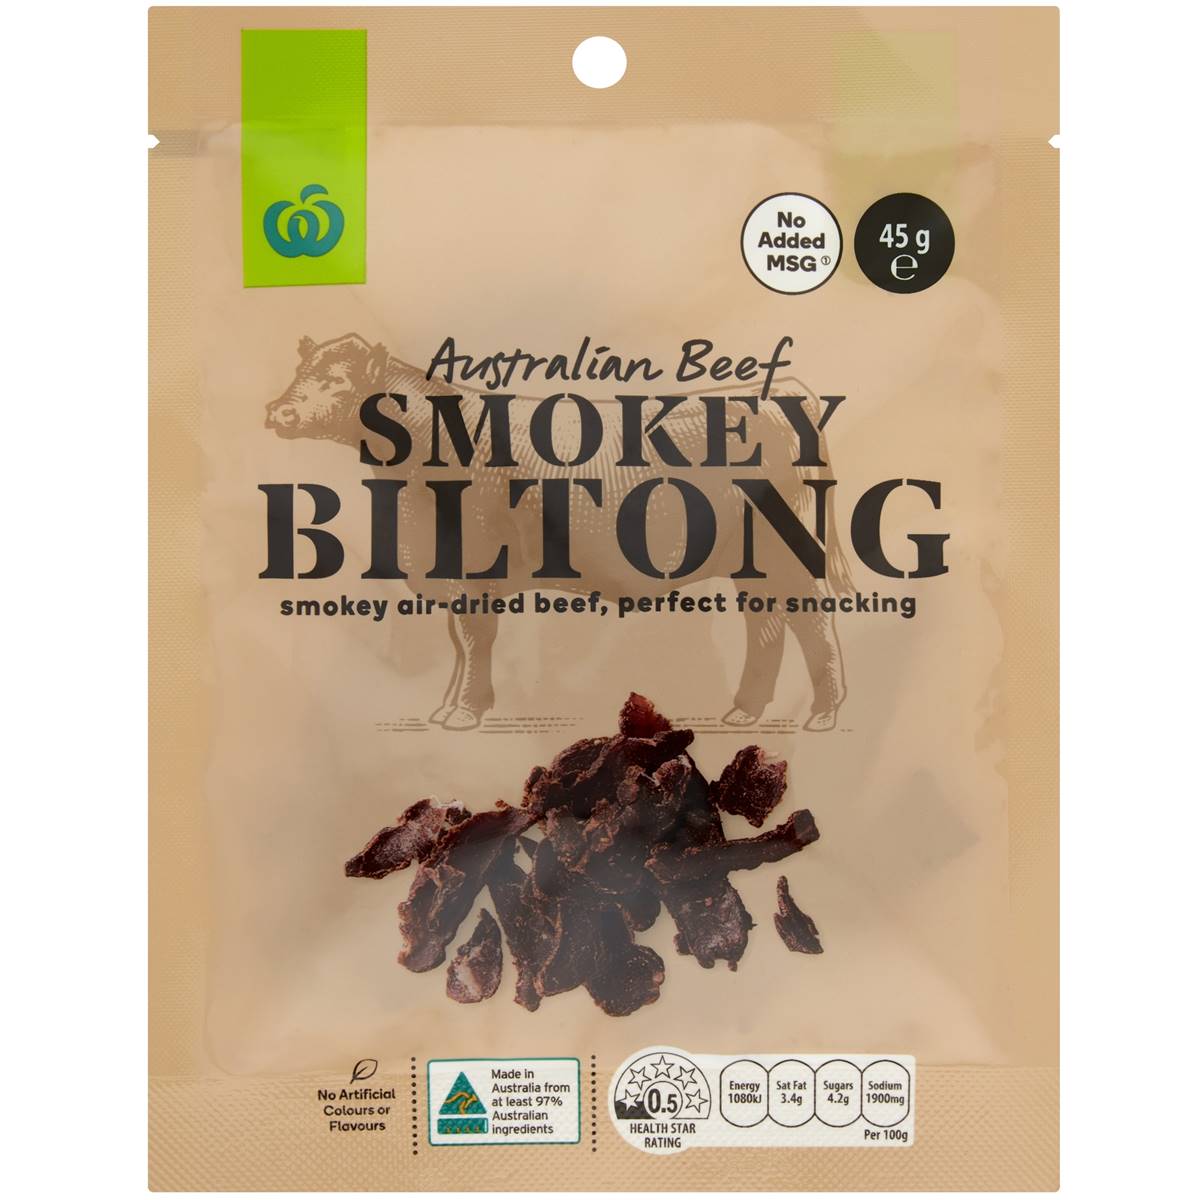 No
Added
MSG①
45 g
℮
Australian Beef
SMOKEY
BILTONG
smokey air-dried beef, perfect for snacking
No Artificial
Colours or
Flavours
Made in
Australia from
at least 97%
Australian
ingredients
0.5
HEALTH STAR
RATING
Energy
1080kJ
Sat Fat
3.4g
Sugars
4.2g
Sodium
1900mg
Per 100g